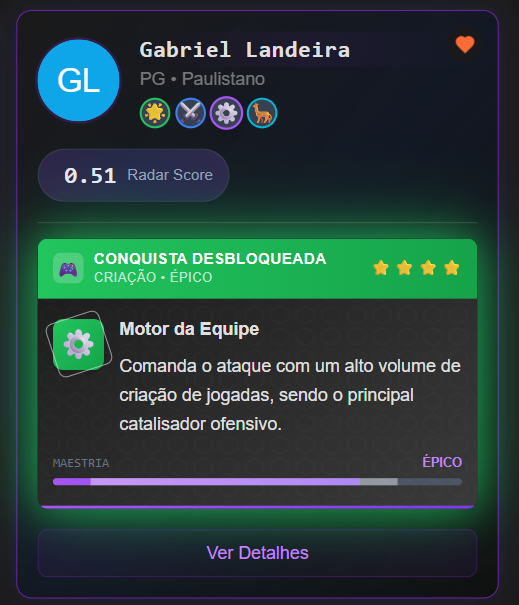 GL
Gabriel Landeira
PG • Paulistano
0.51 Radar Score
CONQUISTA DESBLOQUEADA
CRIAÇÃO • ÉPICO
Motor da Equipe
Comanda o ataque com um alto volume de
criação de jogadas, sendo o principal
catalisador ofensivo.
MAESTRIA ÉPICO
Ver Detalhes